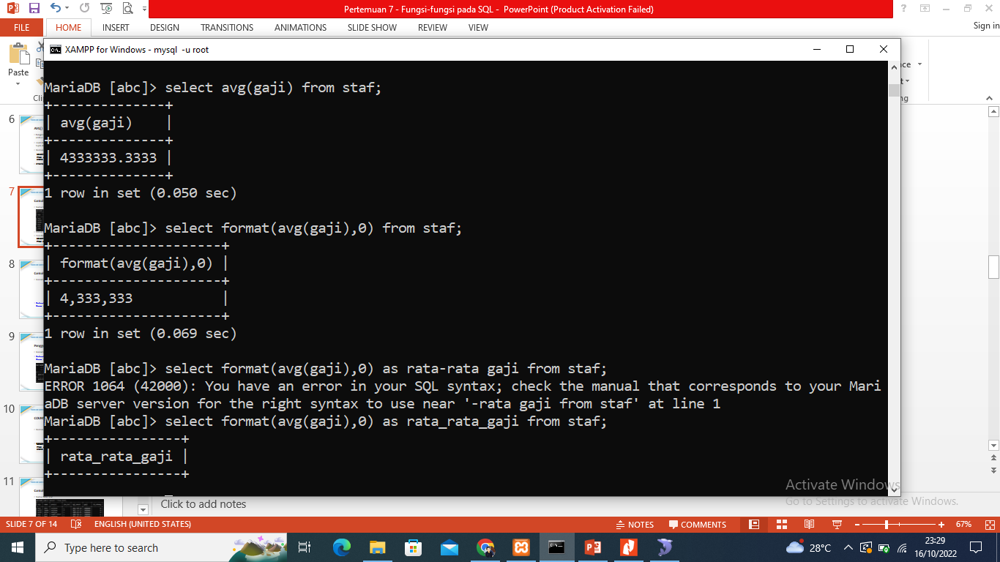 Pertemuan 7 - Fungsi-fungsi pada SQL - PowerPoint (Product Activation Failed)
FILE HOME INSERT DESIGN TRANSITIONS ANIMATIONS SLIDE SHOW REVIEW VIEW Sign in
XAMPP for Windows - mysql -u root
Paste
MariaDB [abc]> select avg(gaji) from staf;
+--------------+
| avg(gaji)    |
+--------------+
| 4333333.3333 |
+--------------+
1 row in set (0.050 sec)
MariaDB [abc]> select format(avg(gaji),0) from staf;
+---------------------+
| format(avg(gaji),0) |
+---------------------+
| 4,333,333           |
+---------------------+
1 row in set (0.069 sec)
MariaDB [abc]> select format(avg(gaji),0) as rata-rata gaji from staf;
ERROR 1064 (42000): You have an error in your SQL syntax; check the manual that corresponds to your Mari
aDB server version for the right syntax to use near '-rata gaji from staf' at line 1
MariaDB [abc]> select format(avg(gaji),0) as rata_rata_gaji from staf;
+----------------+
| rata_rata_gaji |
+----------------+
6
7
8
9
10
11
Activate Windows
Go to Settings to activate Windows.
Click to add notes
SLIDE 7 OF 14 ENGLISH (UNITED STATES) NOTES COMMENTS 67%
Type here to search
28°C
23:29
16/10/2022